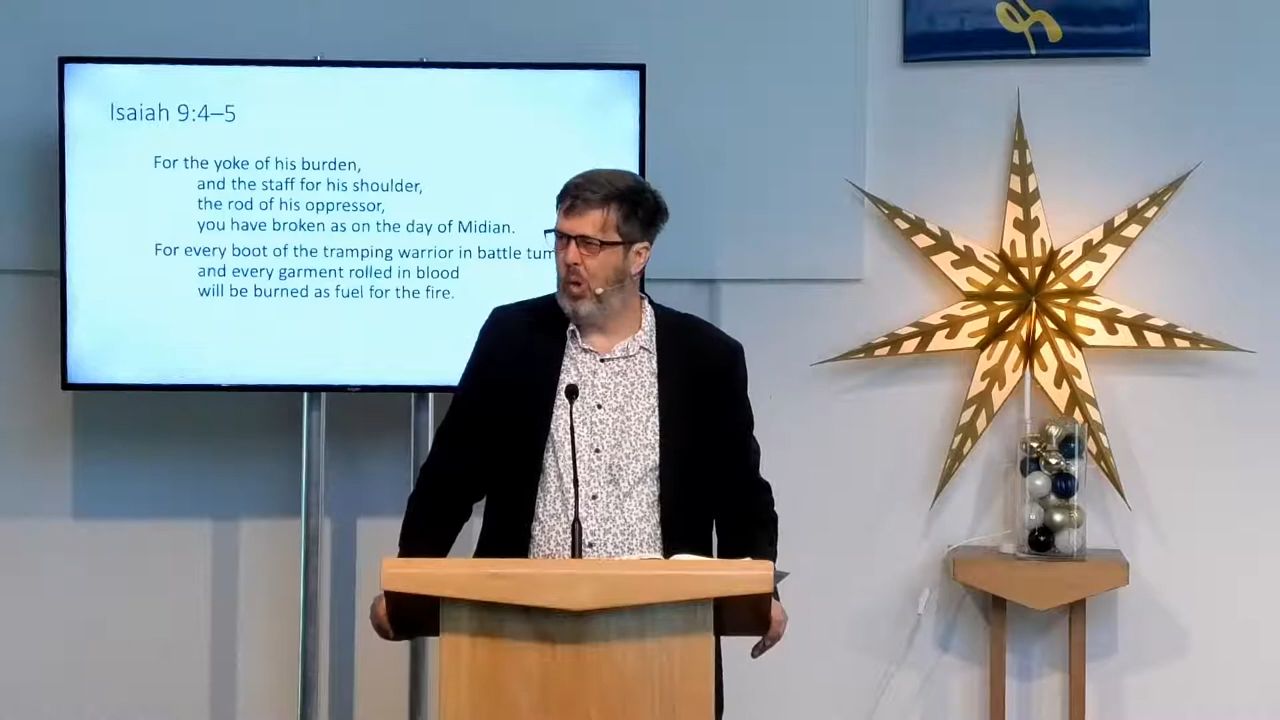 Isaiah 9:4–5
For the yoke of his burden,
and the staff for his shoulder,
the rod of his oppressor,
you have broken as on the day of Midian.
For every boot of the tramping warrior in battle
and every garment rolled in blood
will be burned as fuel for the fire.